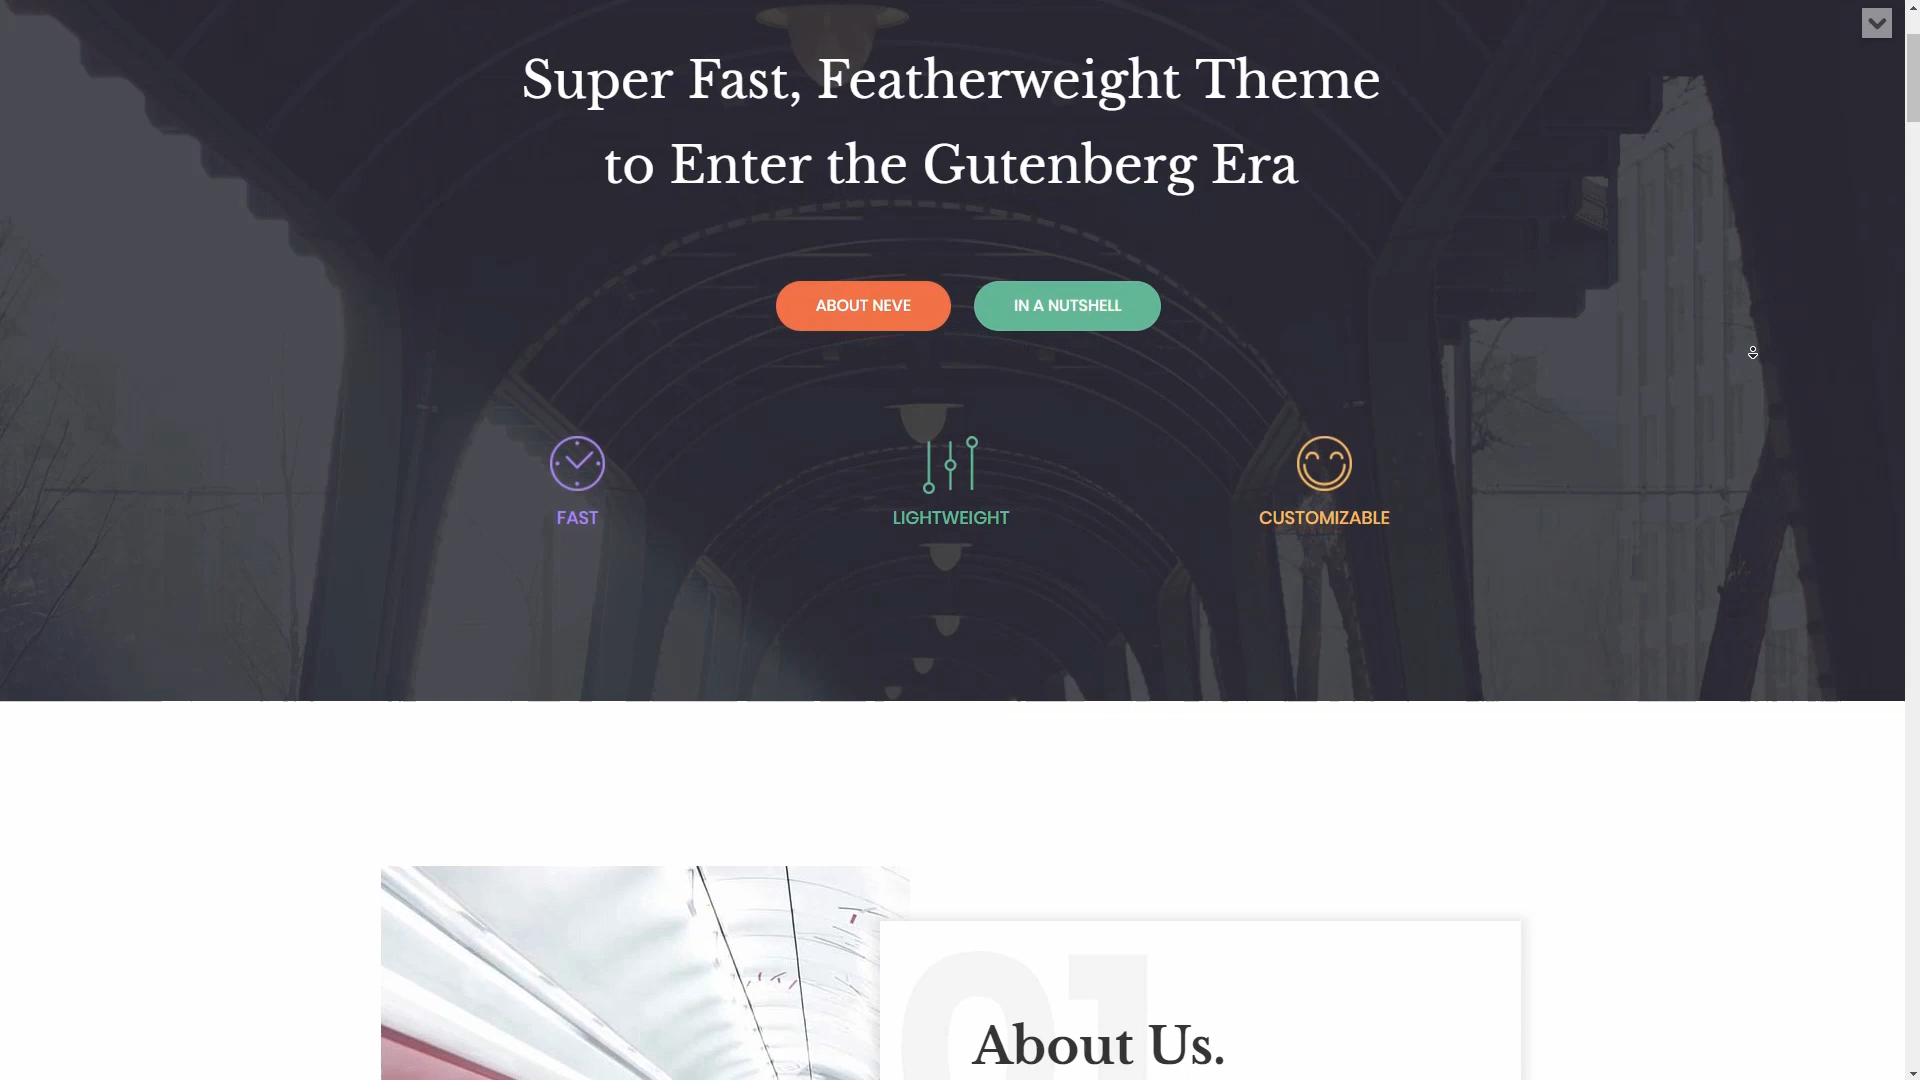 Super Fast, Featherweight Theme
to Enter the Gutenberg Era
ABOUT NEVE
IN A NUTSHELL
FAST
LIGHTWEIGHT
CUSTOMIZABLE
01
About Us.